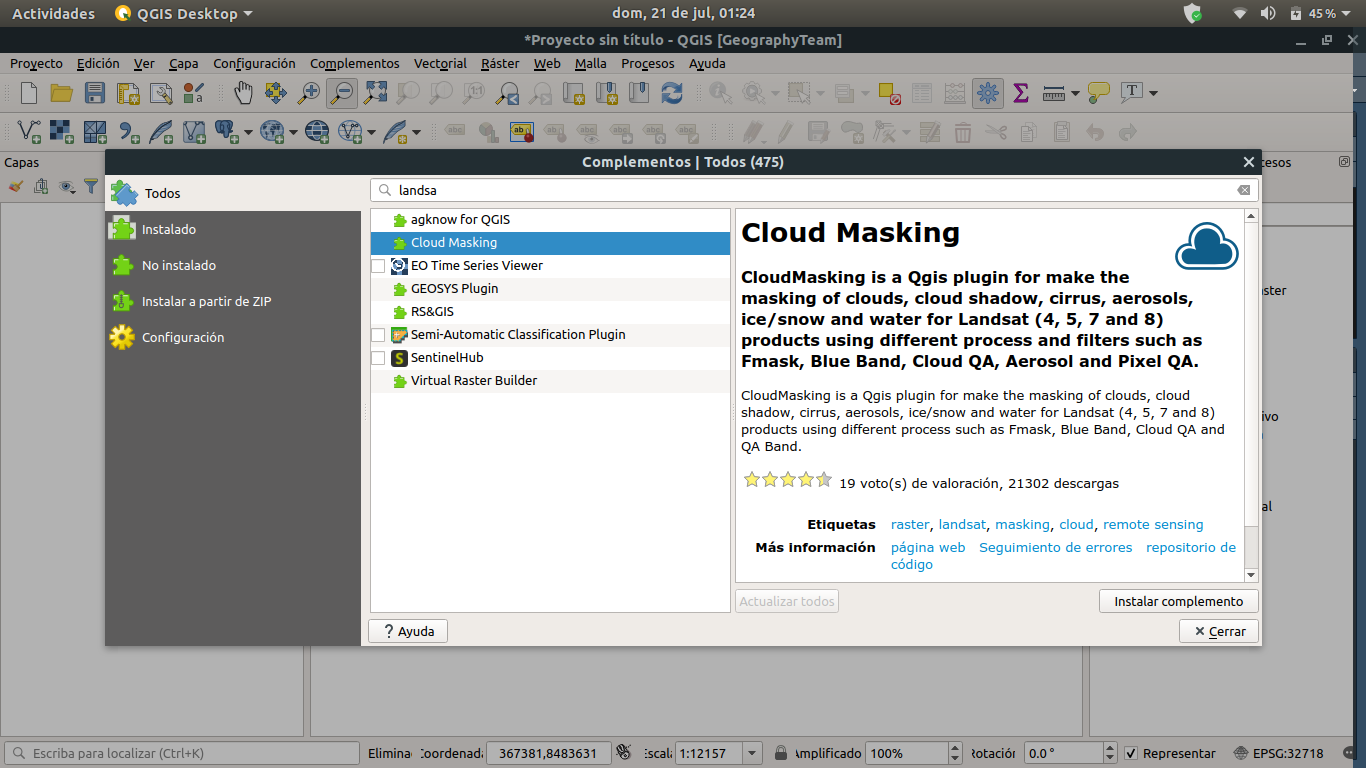 Actividades QGIS Desktop dom, 21 de jul, 01:24 45 %
*Proyecto sin título - QGIS [GeographyTeam]
Proyecto Edición Ver Capa Configuración Complementos Vectorial Ráster Web Malla Procesos Ayuda
Capas
Complementos | Todos (475)
Todos
Instalado
No instalado
Instalar a partir de ZIP
Configuración
landsa
agknow for QGIS
Cloud Masking
EO Time Series Viewer
GEOSYS Plugin
RS&GIS
Semi-Automatic Classification Plugin
SentinelHub
Virtual Raster Builder
Cloud Masking
CloudMasking is a Qgis plugin for make the
masking of clouds, cloud shadow, cirrus, aerosols,
ice/snow and water for Landsat (4, 5, 7 and 8)
products using different process and filters such as
Fmask, Blue Band, Cloud QA, Aerosol and Pixel QA.
CloudMasking is a Qgis plugin for make the masking of clouds, cloud
shadow, cirrus, aerosols, ice/snow and water for Landsat (4, 5, 7 and 8)
products using different process such as Fmask, Blue Band, Cloud QA and
QA Band.
19 voto(s) de valoración, 21302 descargas
Etiquetas raster, landsat, masking, cloud, remote sensing
Más información página web Seguimiento de errores repositorio de
código
Actualizar todos Instalar complemento
Ayuda Cerrar
Escriba para localizar (Ctrl+K) Elimina Coordenada 367381,8483631 Escala 1:12157 Amplificado 100% Rotación 0.0 ° Representar EPSG:32718